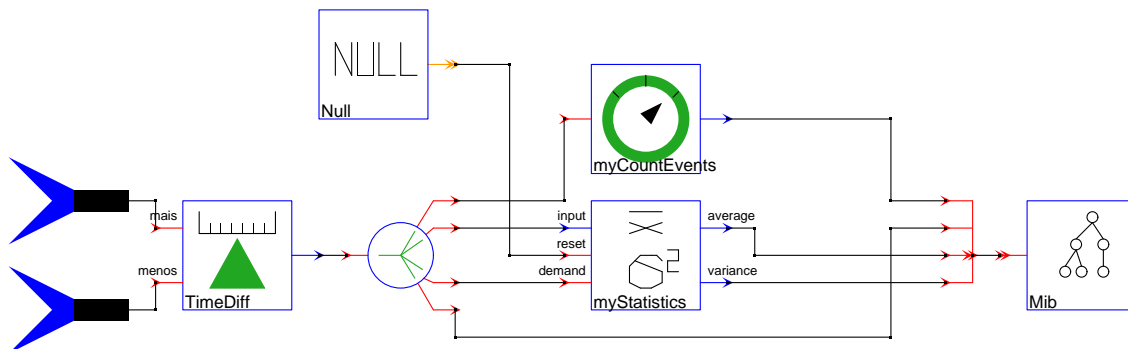 NULL
Null
myCountEvents
mais
menos
TimeDiff
input
reset
demand
average
variance
myStatistics
Mib